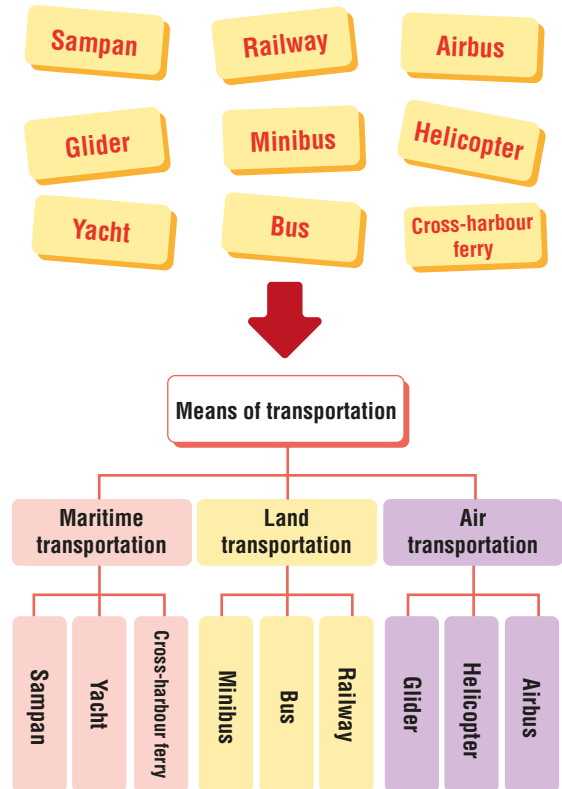 Sampan
Railway
Airbus
Glider
Minibus
Helicopter
Yacht
Bus
Cross-harbour
ferry
Means of transportation
Maritime
transportation
Land
transportation
Air
transportation
Sampan
Yacht
Cross-harbour ferry
Minibus
Bus
Railway
Glider
Helicopter
Airbus